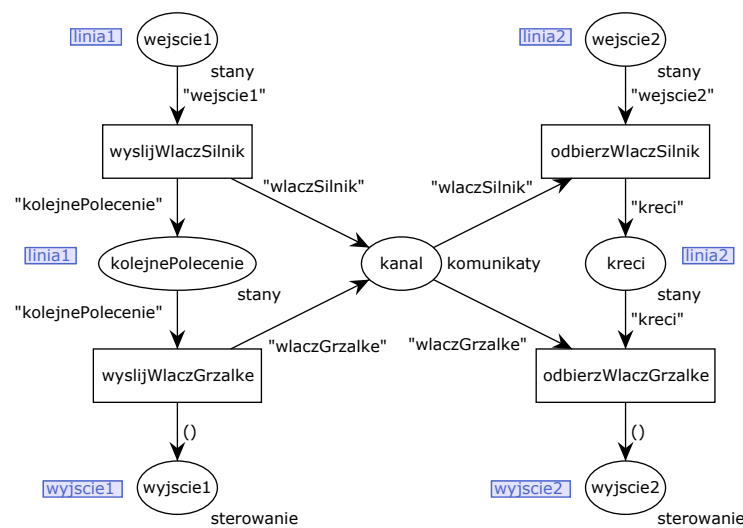 linia1 wejscie1 linia2 wejscie2
stany stany
"wejscie1" "wejscie2"
wyslijWlaczSilnik odbierzWlaczSilnik
"wlaczSilnik" "wlaczSilnik"
"kolejnePolecenie" "kreci"
linia1 linia2
kolejnePolecenie kanal komunikaty kreci
stany stany
"kolejnePolecenie" "kreci"
"wlaczGrzalke" "wlaczGrzalke"
wyslijWlaczGrzalke odbierzWlaczGrzalke
() ()
wyjscie1 wyjscie1 wyjscie2 wyjscie2
sterowanie sterowanie